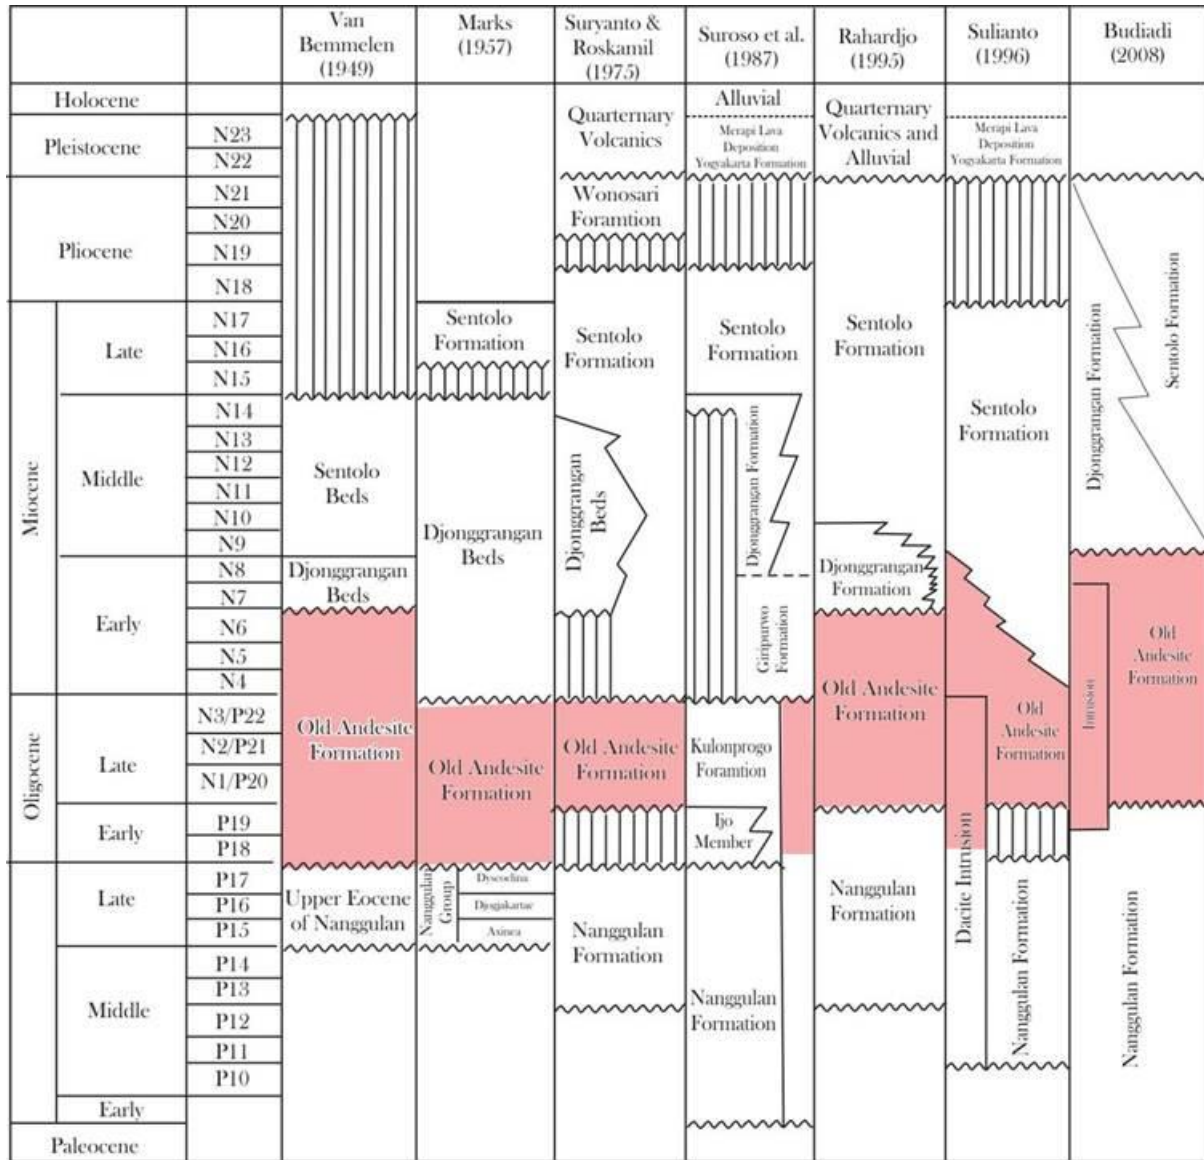 Van
Bemmelen
(1949)
Marks
(1957)
Suryanto &
Roskamil
(1975)
Suroso et al.
(1987)
Rahardjo
(1995)
Sulianto
(1996)
Budiadi
(2008)
Holocene
Pleistocene
Pliocene
Miocene
Late
Middle
Early
Oligocene
Late
Early
Late
Middle
Early
Paleocene
N23
N22
N21
N20
N19
N18
N17
N16
N15
N14
N13
N12
N11
N10
N9
N8
N7
N6
N5
N4
N3/P22
N2/P21
N1/P20
P19
P18
P17
P16
P15
P14
P13
P12
P11
P10
Sentolo
Beds
Djonggrangan
Beds
Old Andesite
Formation
Upper Eocene
of Nanggulan
Sentolo
Formation
Djonggrangan
Beds
Old Andesite
Formation
Nanggulan
Group
Dyscodina
Djogjakartae
Axinea
Quarternary
Volcanics
Wonosari
Foramtion
Sentolo
Formation
Djonggrangan
Beds
Old Andesite
Formation
Nanggulan
Formation
Alluvial
Merapi Lava
Deposition
Yogyakarta Formation
Sentolo
Formation
Djonggrangan Formation
Giripurwo
Formation
Kulonprogo
Foramtion
Ijo
Member
Nanggulan
Formation
Quarternary
Volcanics and
Alluvial
Sentolo
Formation
Djonggrangan
Formation
Old Andesite
Formation
Nanggulan
Formation
Merapi Lava
Deposition
Yogyakarta Formation
Sentolo
Formation
Old
Andesite
Formation
Dacite Intrusion
Nanggulan Formation
Djonggrangan Formation
Sentolo Formation
Intrusion
Old
Andesite
Formation
Nanggulan Formation